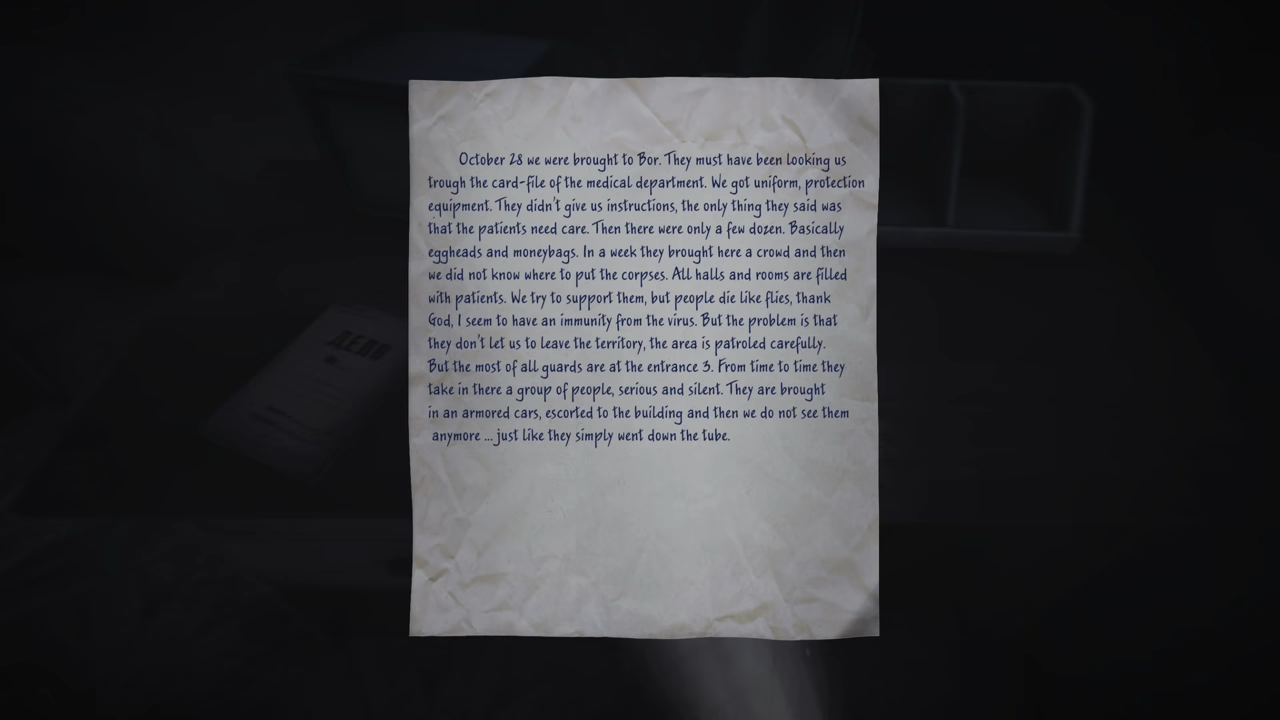 October 28 we were brought to Bor. They must have been looking us
trough the card-file of the medical department. We got uniform, protection
equipment. They didn't give us instructions, the only thing they said was
that the patients need care. Then there were only a few dozen. Basically
eggheads and moneybags. In a week they brought here a crowd and then
we did not know where to put the corpses. All halls and rooms are filled
with patients. We try to support them, but people die like flies, thank
God, I seem to have an immunity from the virus. But the problem is that
they don't let us to leave the territory, the area is patroled carefully.
But the most of all guards are at the entrance 3. From time to time they
take in there a group of people, serious and silent. They are brought
in an armored cars, escorted to the building and then we do not see them
anymore ... just like they simply went down the tube.
ДЕЛО